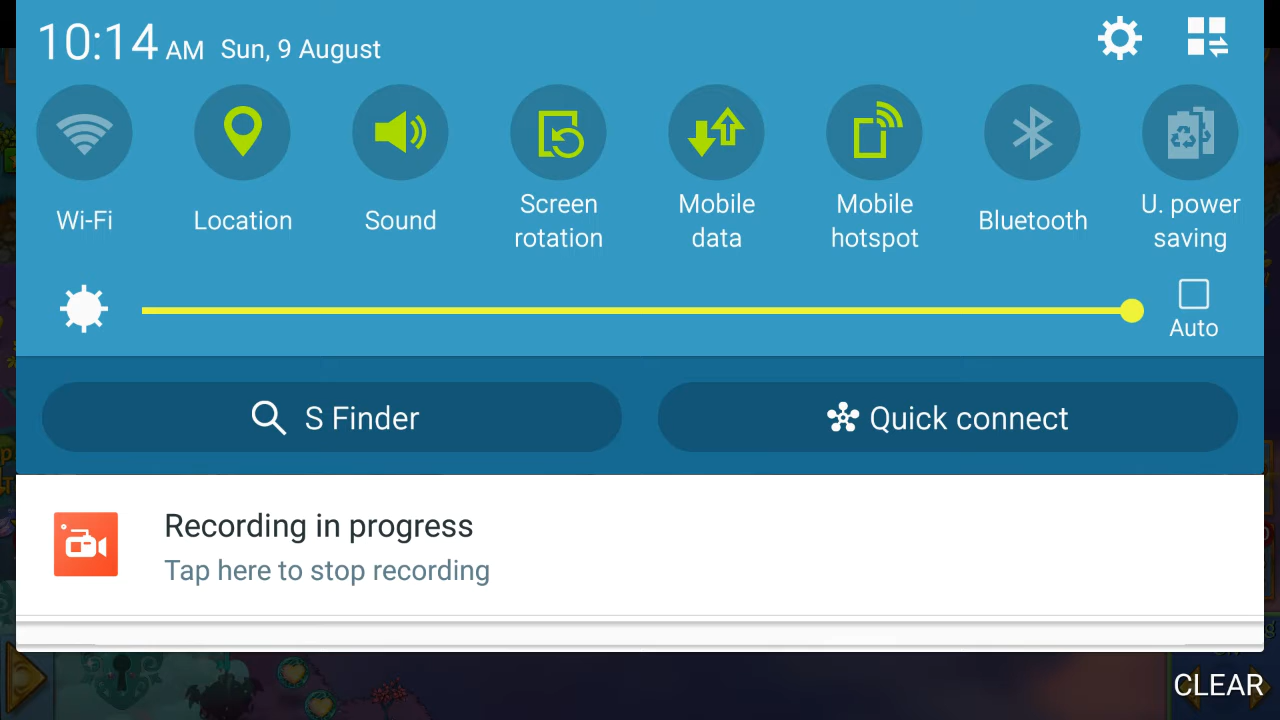 10:14 AM Sun, 9 August
Wi-Fi
Location
Sound
Screen
rotation
Mobile
data
Mobile
hotspot
Bluetooth
U. power
saving
Auto
S Finder
Quick connect
Recording in progress
Tap here to stop recording
CLEAR